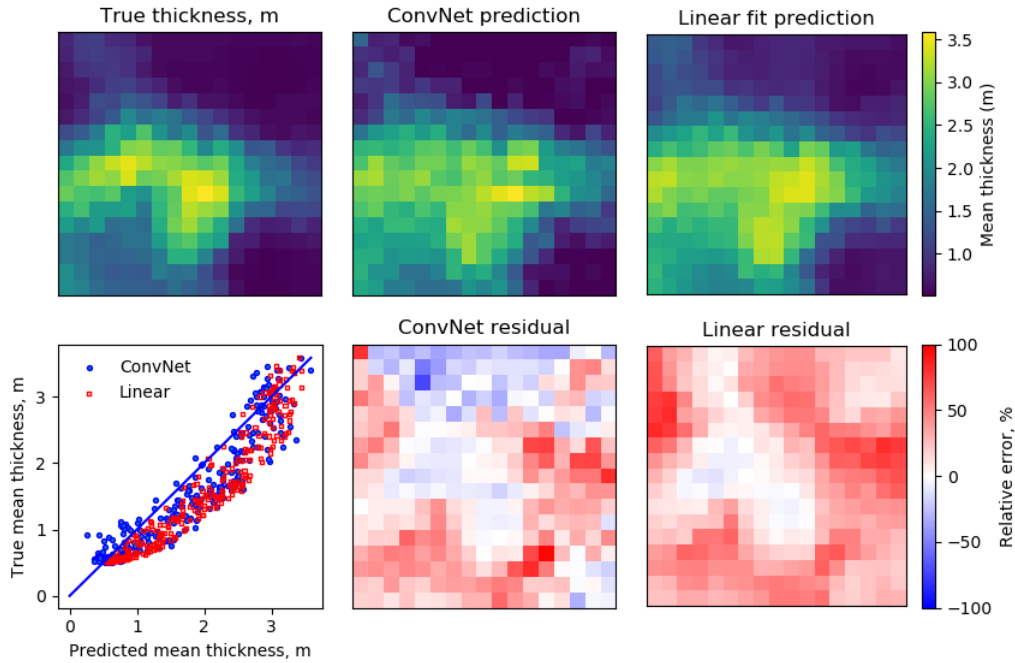 True thickness, m
ConvNet prediction
Linear fit prediction
3.5
3.0
2.5
2.0
1.5
1.0
Mean thickness (m)
ConvNet residual
Linear residual
ConvNet
Linear
True mean thickness, m
3
2
1
0
0 1 2 3
Predicted mean thickness, m
100
50
0
−50
−100
Relative error, %